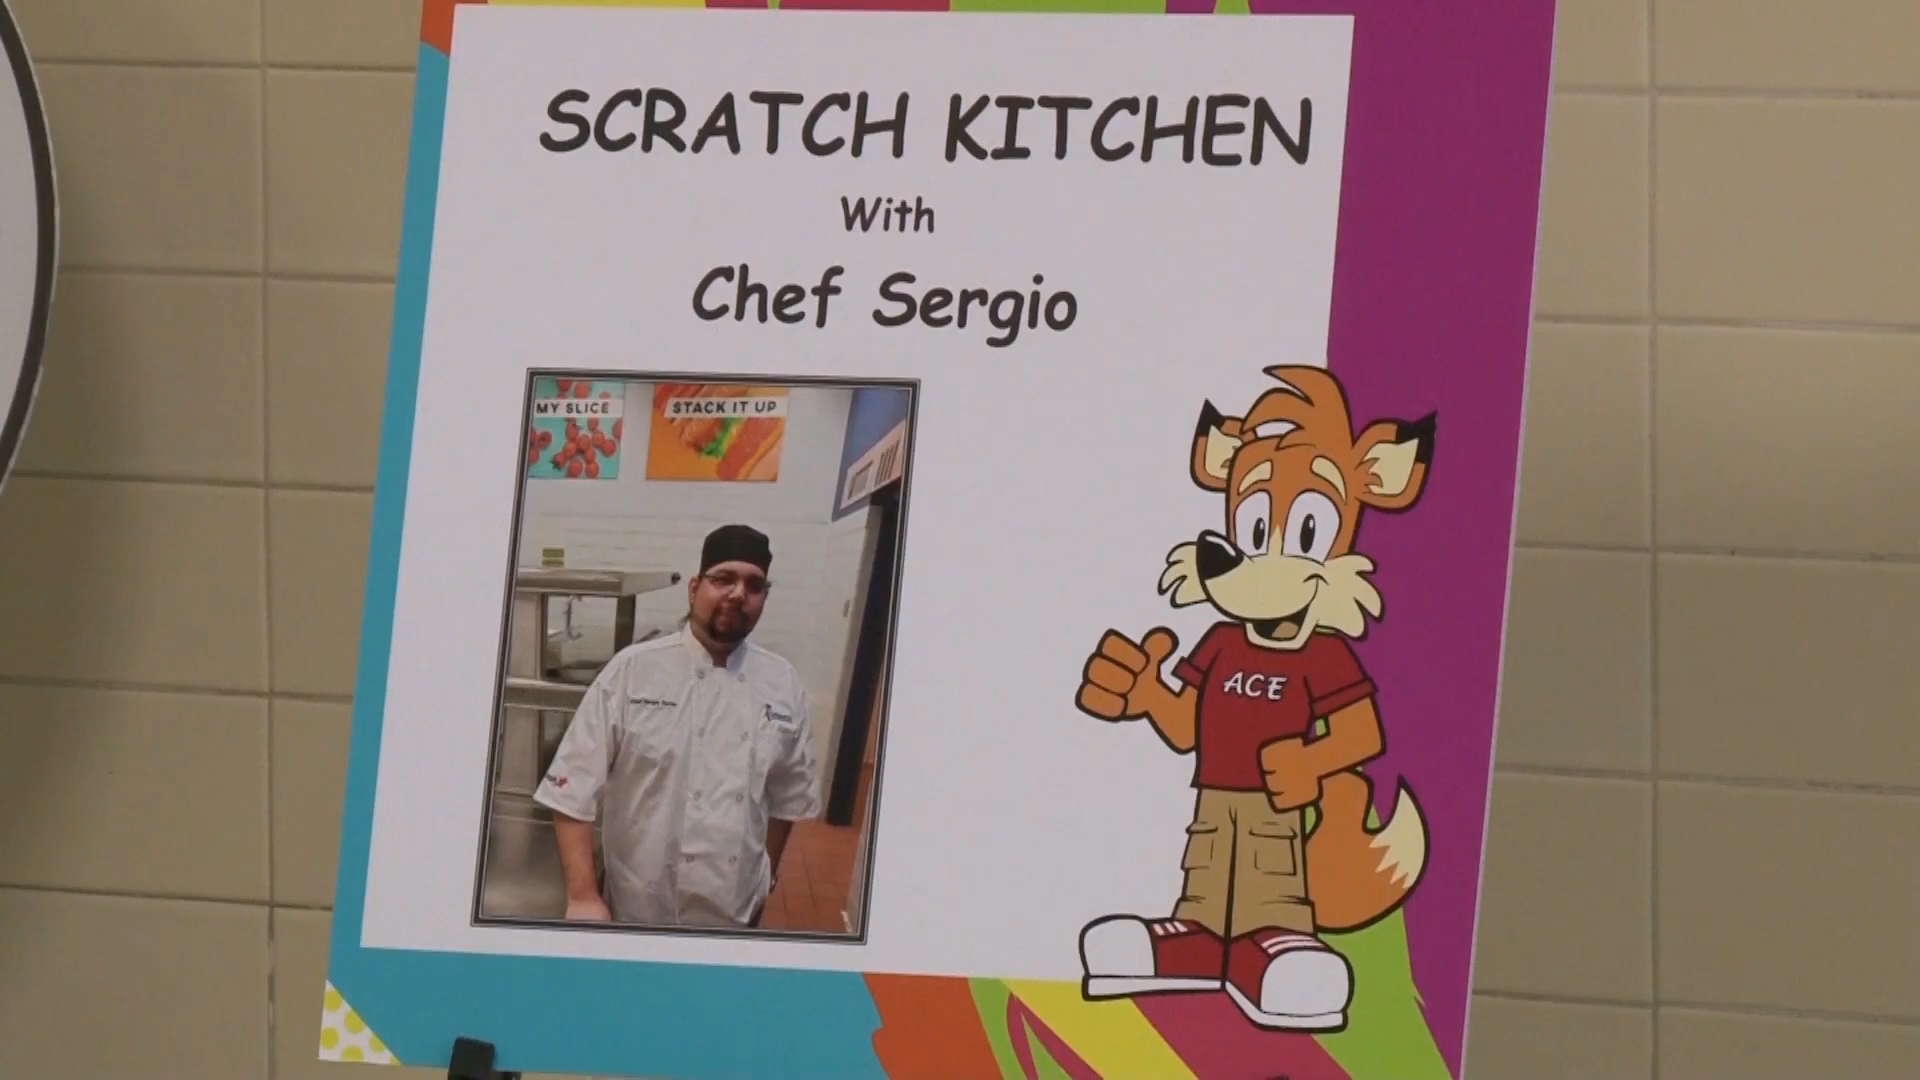 SCRATCH KITCHEN
With
Chef Sergio
MY SLICE
STACK IT UP
ACE